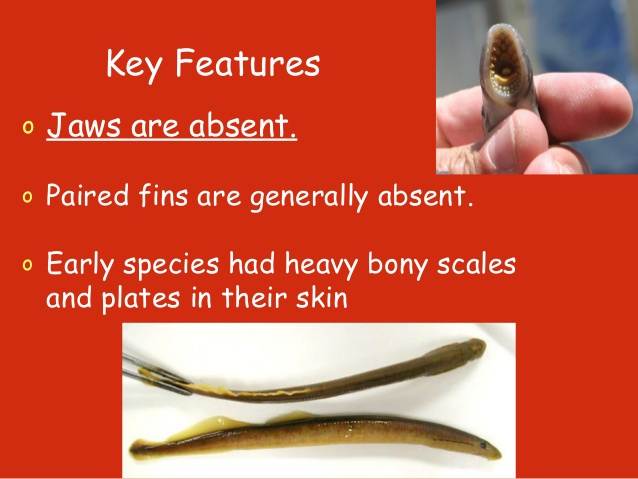 Key Features
o Jaws are absent.
o Paired fins are generally absent.
o Early species had heavy bony scales
and plates in their skin